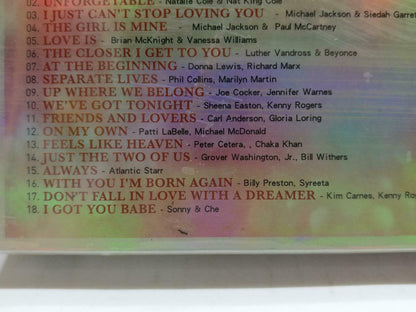 02. UNFORGETABLE - Natalie Cole & Nat King Cole
03. I JUST CAN'T STOP LOVING YOU - Michael Jackson & Siedah Garret
04. THE GIRL IS MINE - Michael Jackson & Paul McCartney
05. LOVE IS - Brian McKnight & Vanessa Williams
06. THE CLOSER I GET TO YOU - Luther Vandross & Beyonce
07. AT THE BEGINNING - Donna Lewis, Richard Marx
08. SEPARATE LIVES - Phil Collins, Marilyn Martin
09. UP WHERE WE BELONG - Joe Cocker, Jennifer Warnes
10. WE'VE GOT TONIGHT - Sheena Easton, Kenny Rogers
11. FRIENDS AND LOVERS - Carl Anderson, Gloria Loring
12. ON MY OWN - Patti LaBelle, Michael McDonald
13. FEELS LIKE HEAVEN - Peter Cetera, , Chaka Khan
14. JUST THE TWO OF US - Grover Washington, Jr., Bill Withers
15. ALWAYS - Atlantic Starr
16. WITH YOU I'M BORN AGAIN - Billy Preston, Syreeta
17. DON'T FALL IN LOVE WITH A DREAMER - Kim Carnes, Kenny Rog
18. I GOT YOU BABE - Sonny & Che